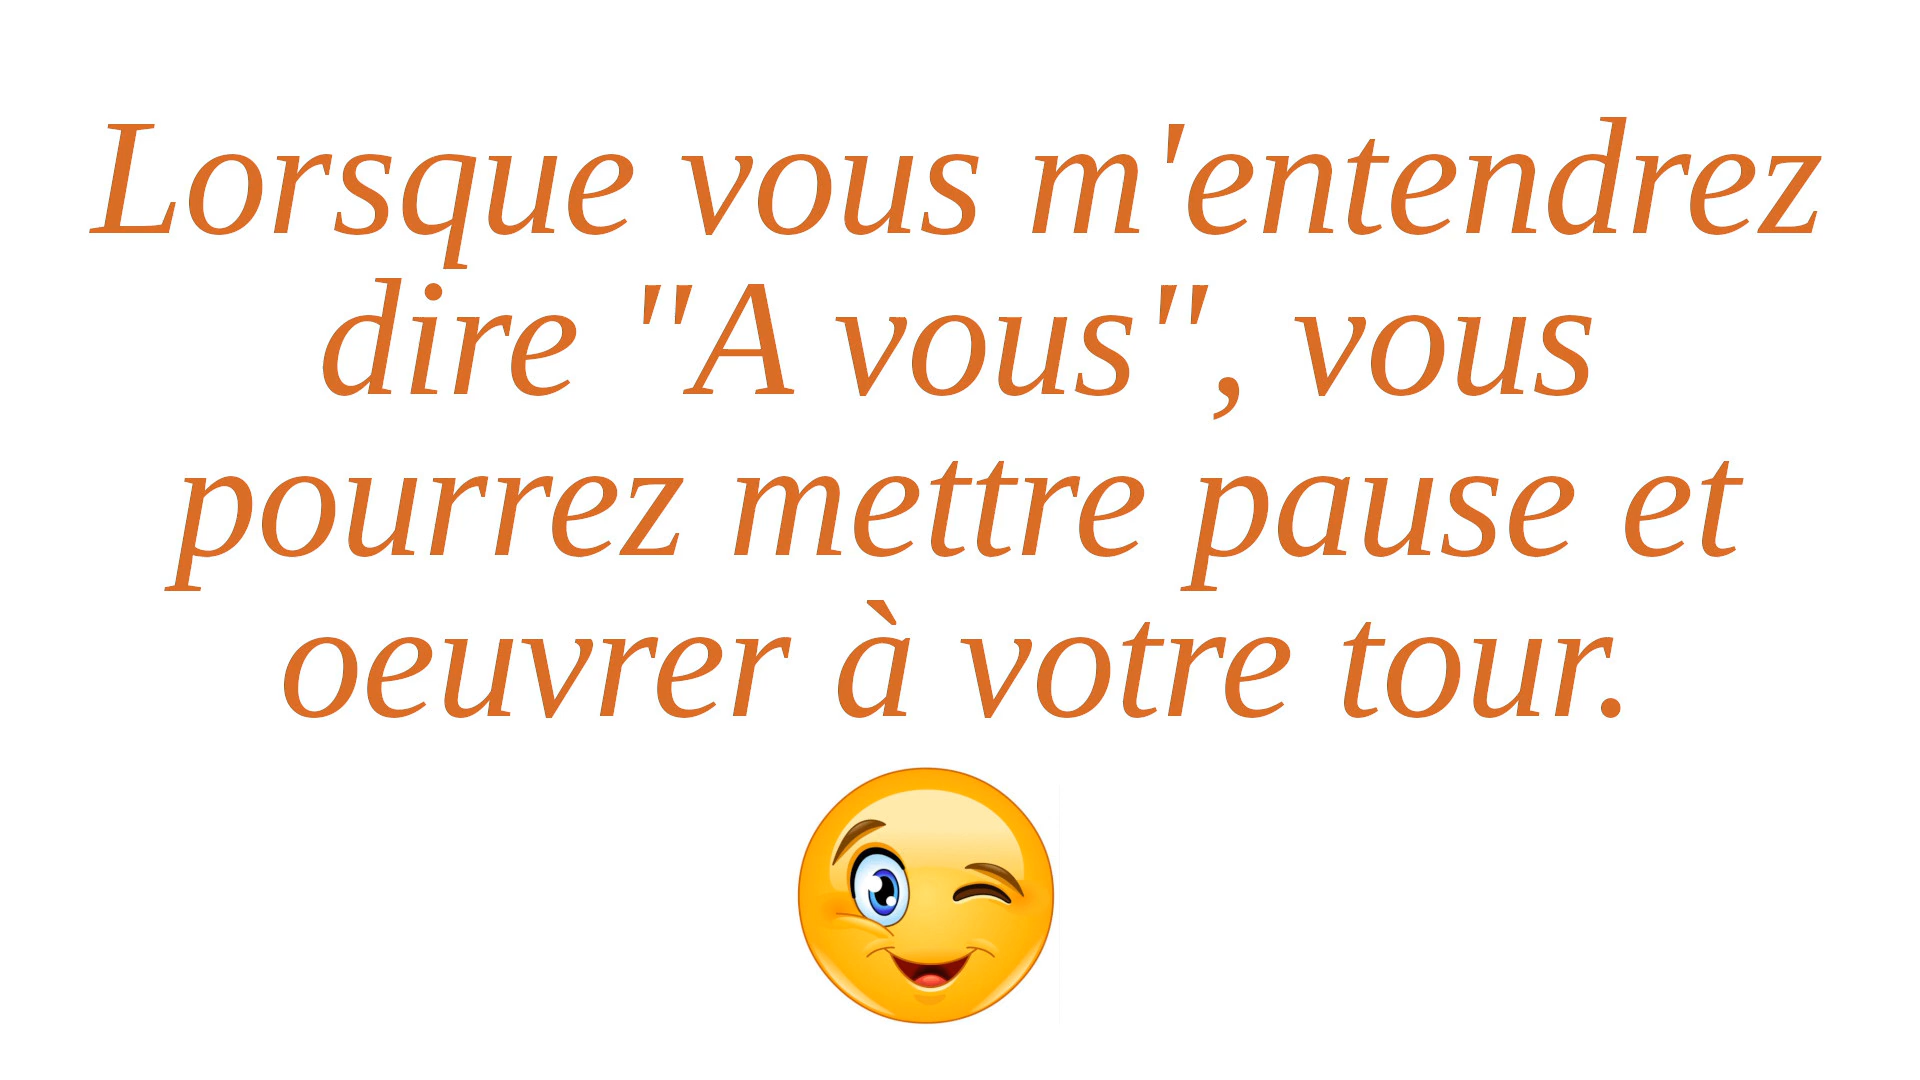 Lorsque vous m'entendrez
dire "A vous", vous
pourrez mettre pause et
oeuvrer à votre tour.